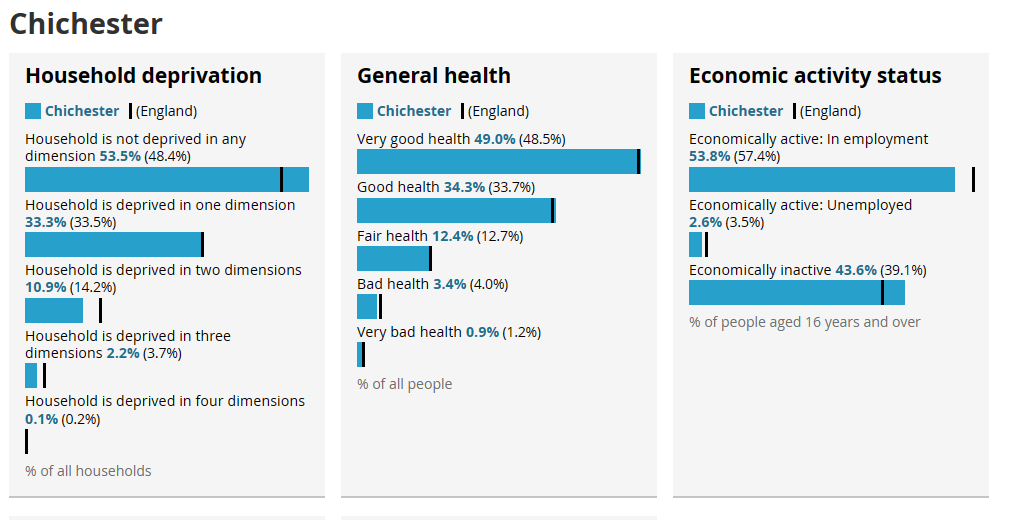 Chichester
Household deprivation
Chichester (England)
Household is not deprived in any
dimension 53.5% (48.4%)
Household is deprived in one dimension
33.3% (33.5%)
Household is deprived in two dimensions
10.9% (14.2%)
Household is deprived in three
dimensions 2.2% (3.7%)
Household is deprived in four dimensions
0.1% (0.2%)
% of all households
General health
Chichester (England)
Very good health 49.0% (48.5%)
Good health 34.3% (33.7%)
Fair health 12.4% (12.7%)
Bad health 3.4% (4.0%)
Very bad health 0.9% (1.2%)
% of all people
Economic activity status
Chichester (England)
Economically active: In employment
53.8% (57.4%)
Economically active: Unemployed
2.6% (3.5%)
Economically inactive 43.6% (39.1%)
% of people aged 16 years and over